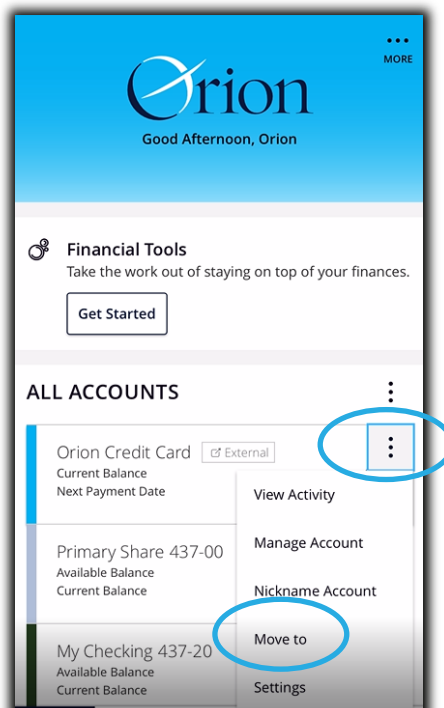 MORE
Orion
Good Afternoon, Orion
Financial Tools
Take the work out of staying on top of your finances.
Get Started
ALL ACCOUNTS
Orion Credit Card External
Current Balance
Next Payment Date
View Activity
Manage Account
Nickname Account
Move to
Settings
Primary Share 437-00
Available Balance
Current Balance
My Checking 437-20
Available Balance
Current Balance